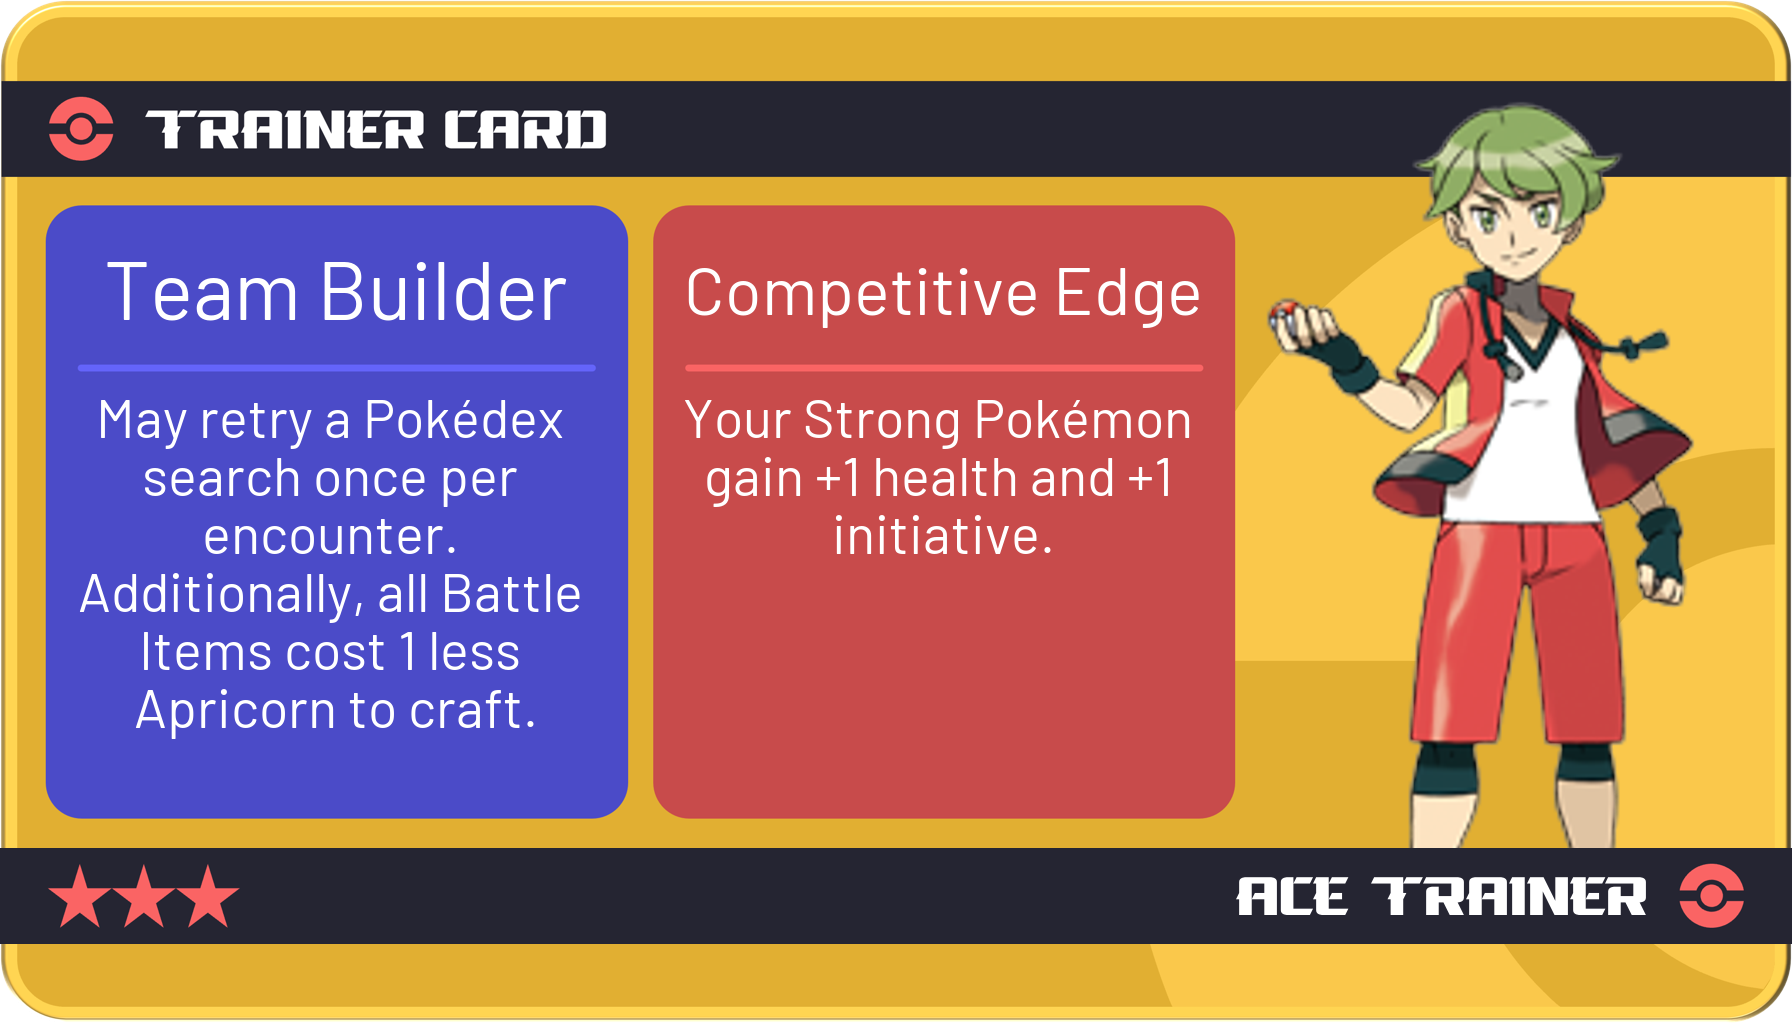 TRAINER CARD
Team Builder
May retry a Pokédex
search once per
encounter.
Additionally, all Battle
Items cost 1 less
Apricorn to craft.
Competitive Edge
Your Strong Pokémon
gain +1 health and +1
initiative.
ACE TRAINER